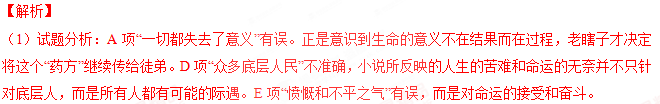 【解析】
（1）试题分析：A 项“一切都失去了意义”有误。正是意识到生命的意义不在结果而在过程，老瞎子才决定
将这个“药方”继续传给徒弟。D 项“众多底层人民”不准确，小说所反映的人生的苦难和命运的无奈并不只针
对底层人，而是所有人都有可能的际遇。E 项“愤慨和不平之气”有误，而是对命运的接受和奋斗。